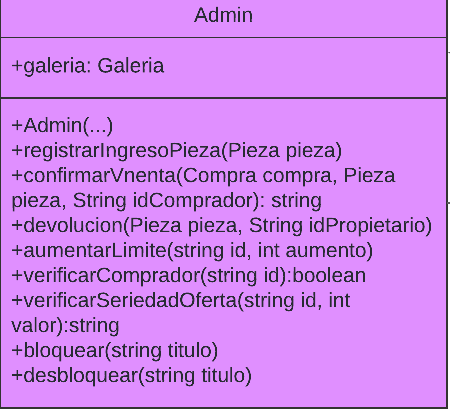 Admin
+galeria: Galeria
+Admin(...)
+registrarIngresoPieza(Pieza pieza)
+confirmarVnenta(Compra compra, Pieza
pieza, String idComprador): string
+devolucion(Pieza pieza, String idPropietario)
+aumentarLimite(string id, int aumento)
+verificarComprador(string id):boolean
+verificarSeriedadOferta(string id, int
valor):string
+bloquear(string titulo)
+desbloquear(string titulo)